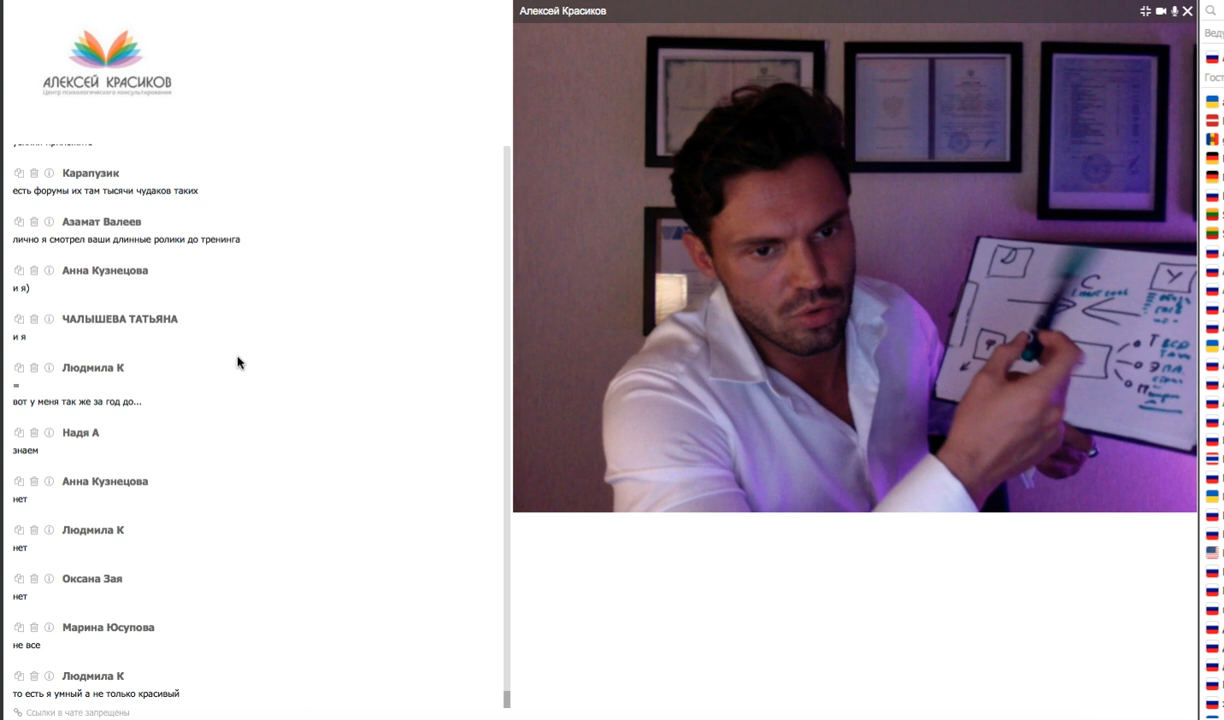 АЛЕКСЕЙ КРАСИКОВ
Центр психологического консультирования
Карапузик
есть форумы их там тысячи чудаков таких
Азамат Валеев
лично я смотрел ваши длинные ролики до тренинга
Анна Кузнецова
и я)
ЧАЛЫШЕВА ТАТЬЯНА
и я
Людмила К
=
вот у меня так же за год до...
Надя А
знаем
Анна Кузнецова
нет
Людмила К
нет
Оксана Зая
нет
Марина Юсупова
не все
Людмила К
то есть я умный а не только красивый
Ссылки в чате запрещены
Алексей Красиков
С
У
?
Т
Э
Веду
Гост